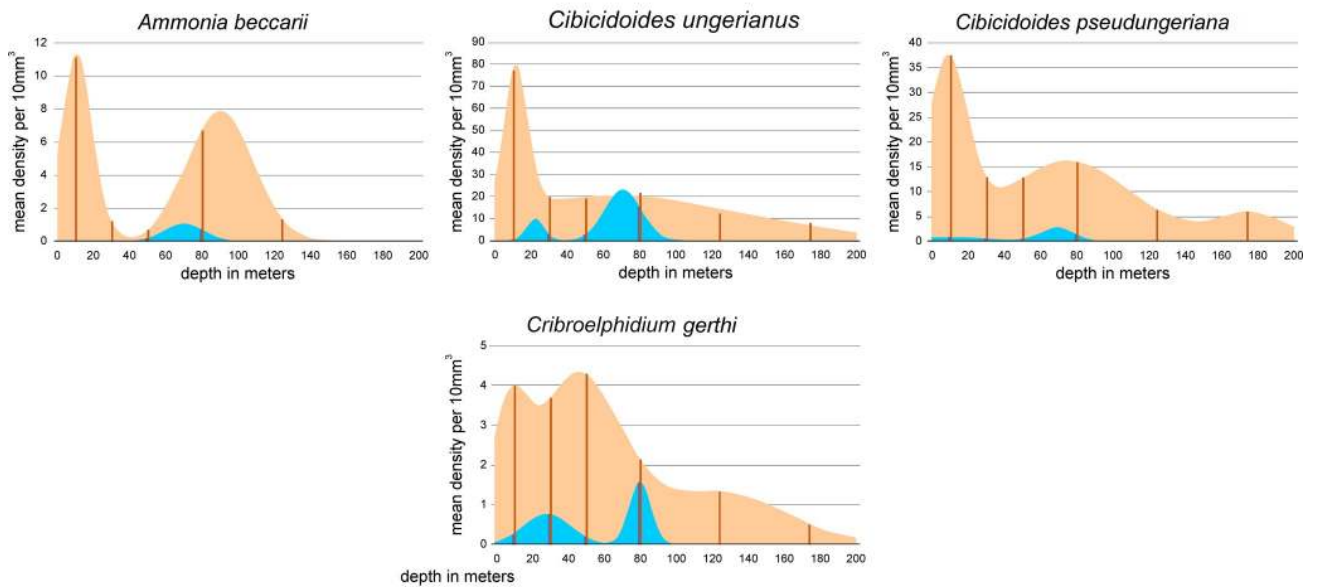 Ammonia beccarii
mean density per 10mm³
12
10
8
6
4
2
0
0 20 40 60 80 100 120 140 160 180 200
depth in meters
Cibicidoides ungerianus
mean density per 10mm³
90
80
70
60
50
40
30
20
10
0
0 20 40 60 80 100 120 140 160 180 200
depth in meters
Cibicidoides pseudungeriana
mean density per 10mm³
40
35
30
25
20
15
10
5
0
0 20 40 60 80 100 120 140 160 180 200
depth in meters
Cribroelphidium gerthi
mean density per 10mm³
5
4
3
2
1
0
0 20 40 60 80 100 120 140 160 180 200
depth in meters